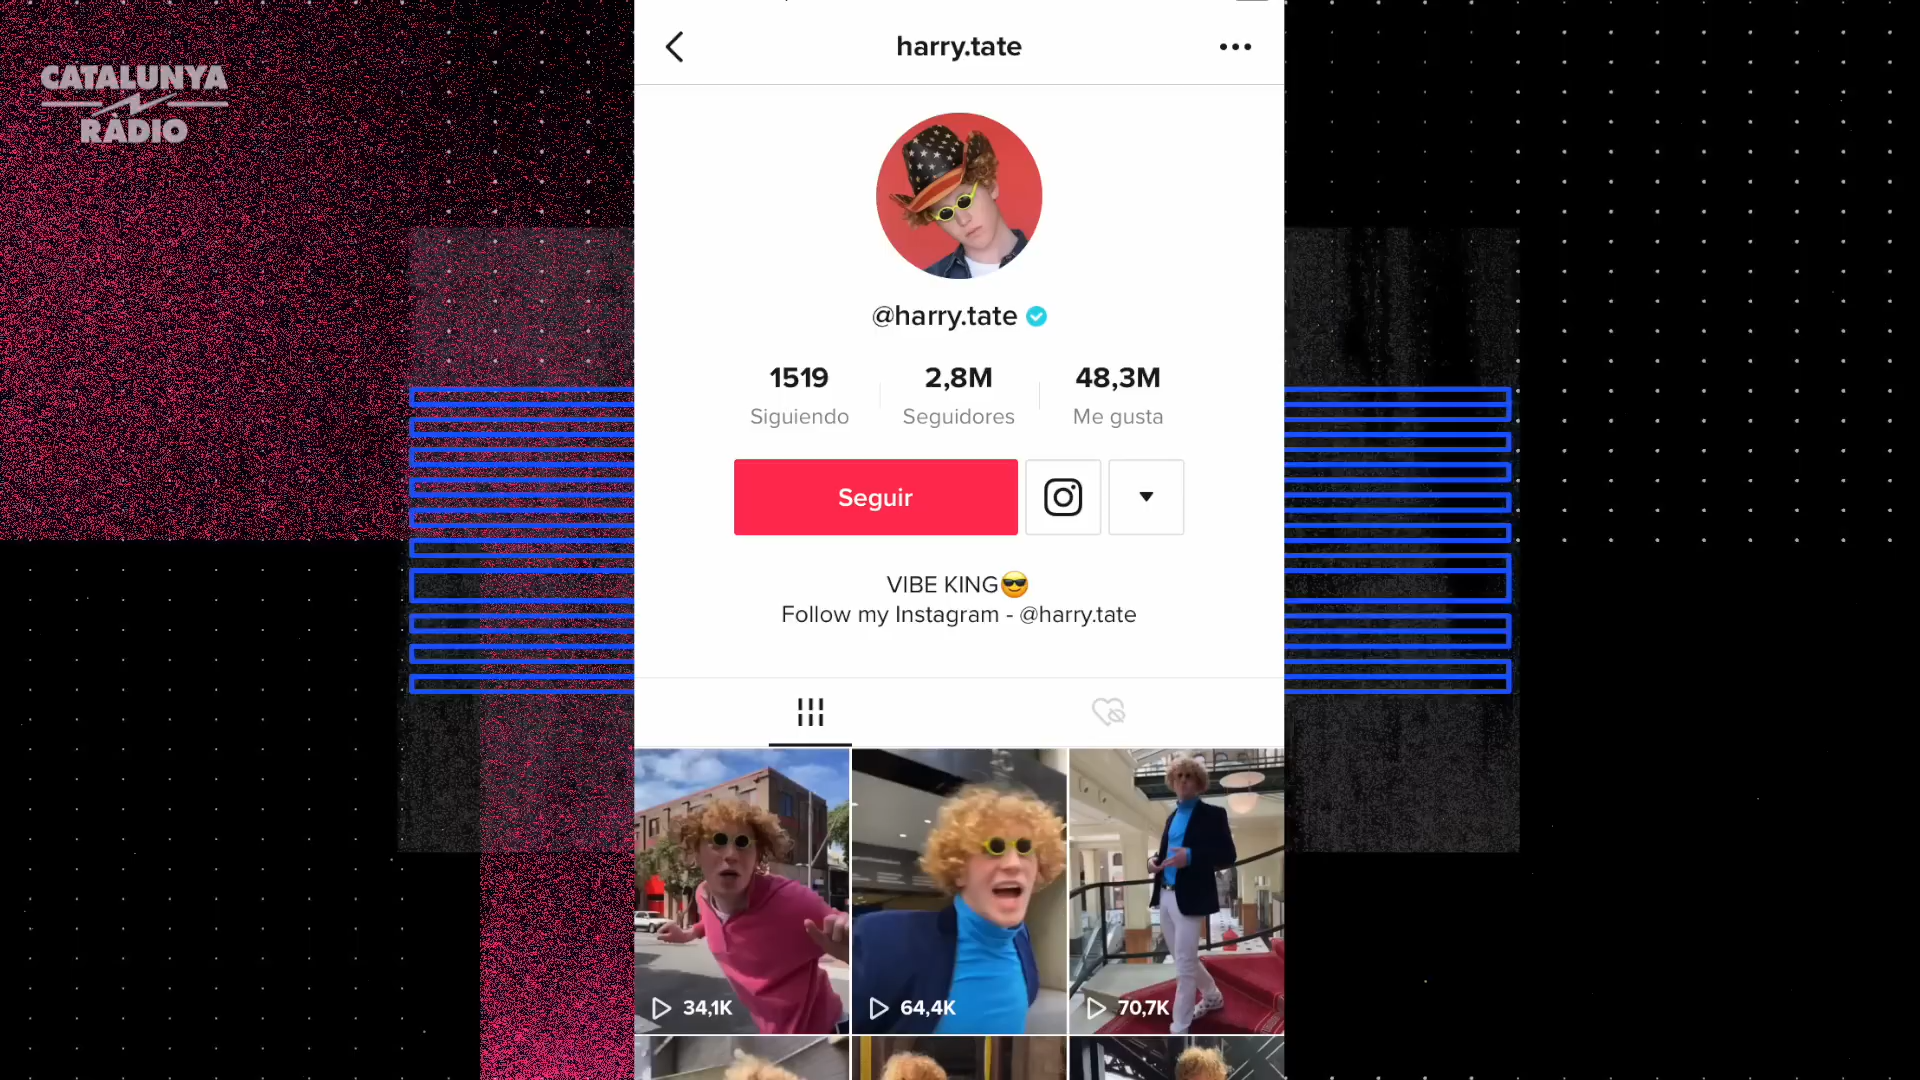 CATALUNYA
RÀDIO
harry.tate
@harry.tate
1519
2,8M
48,3M
Siguiendo
Seguidores
Me gusta
Seguir
VIBE KING😎
Follow my Instagram - @harry.tate
34,1K
64,4K
70,7K